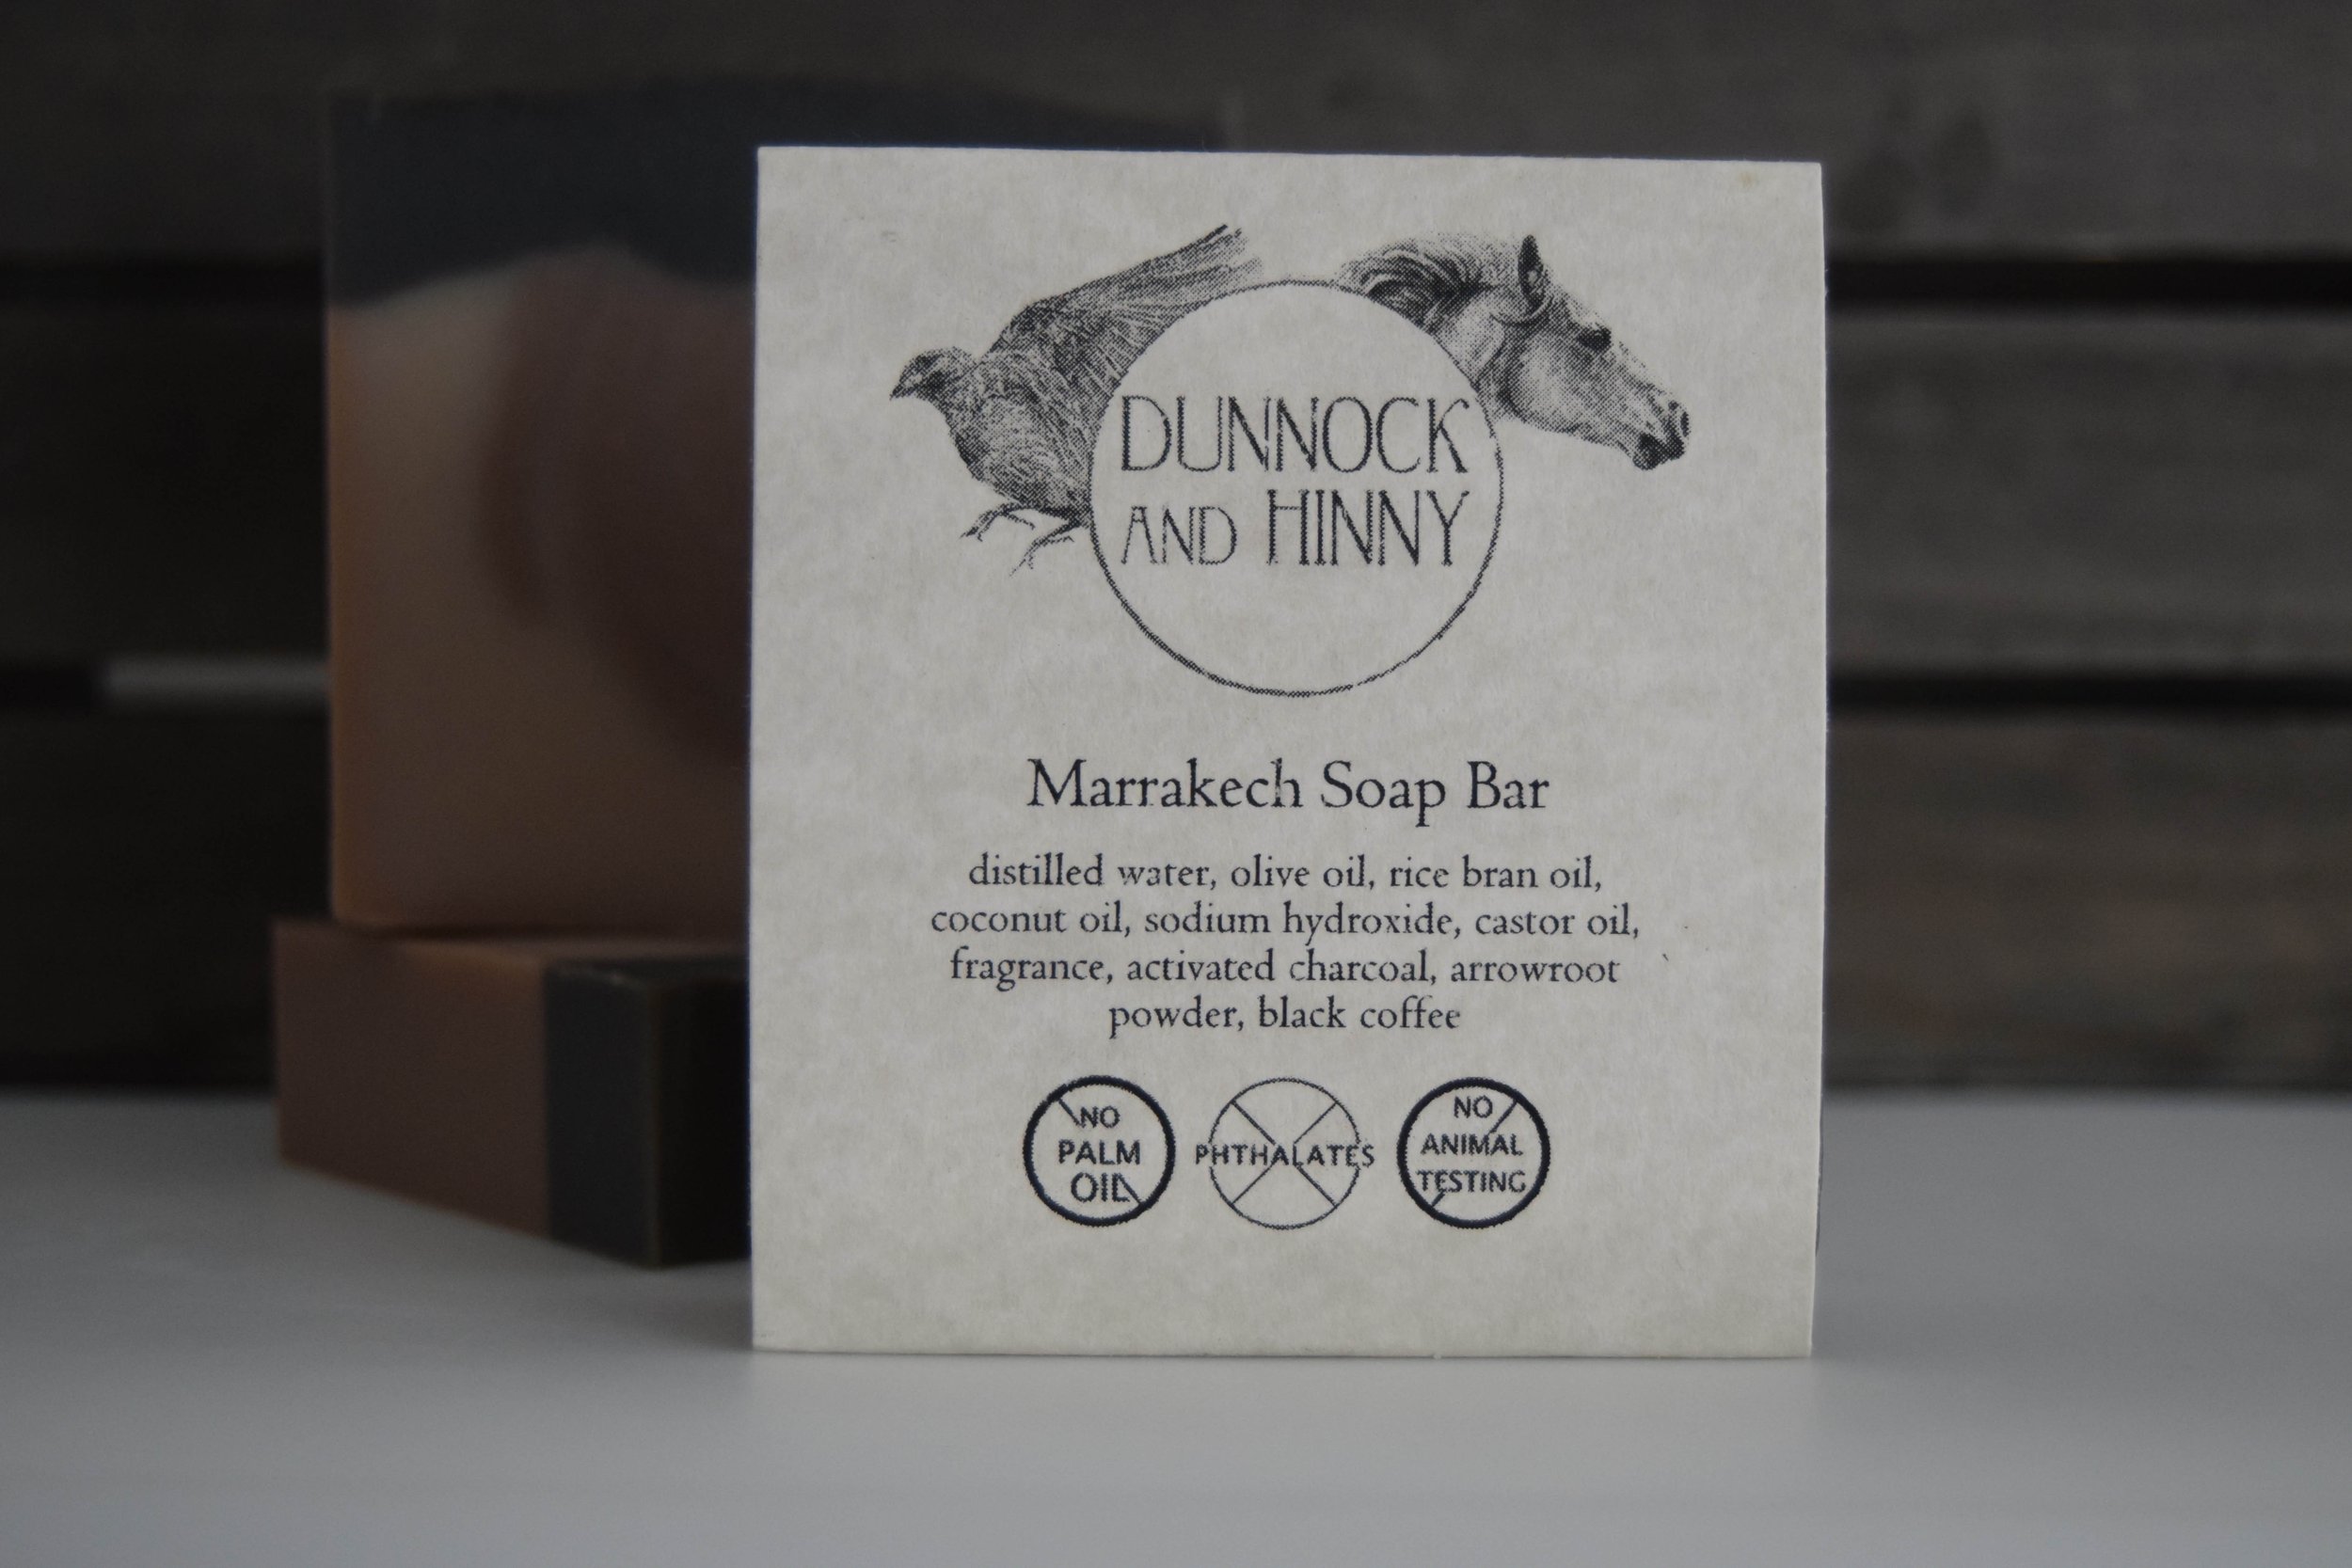 DUNNOCK
AND HINNY
Marrakech Soap Bar
distilled water, olive oil, rice bran oil,
coconut oil, sodium hydroxide, castor oil,
fragrance, activated charcoal, arrowroot
powder, black coffee
NO
PALM
OIL
PHTHALATES
NO
ANIMAL
TESTING